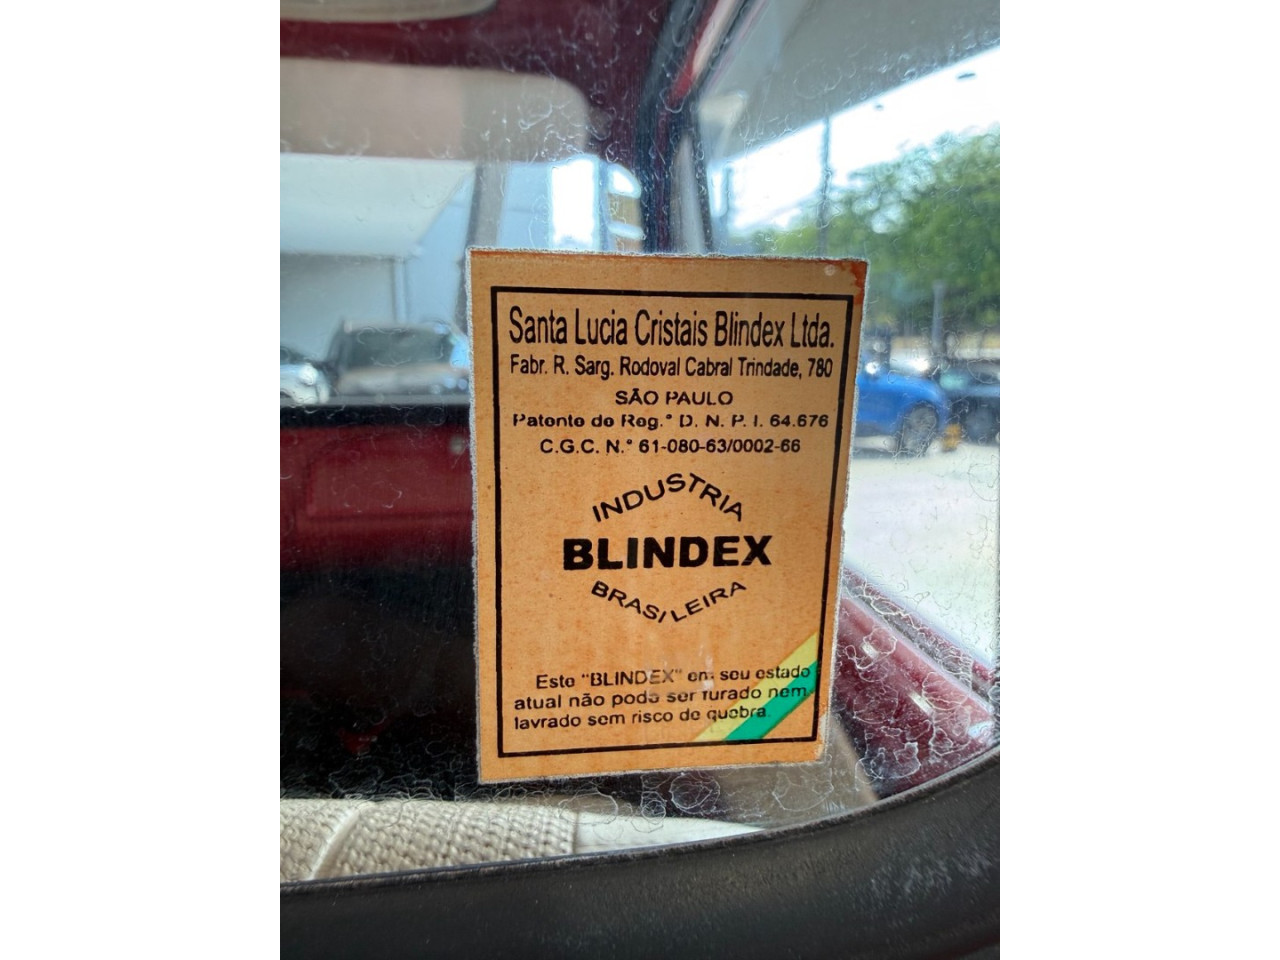 Santa Lucia Cristais Blindex Ltda.
Fabr. R. Sarg. Rodoval Cabral Trindade, 780
SÃO PAULO
Patente de Reg.° D. N. P. I. 64.676
C.G.C. N.° 61-080-63/0002-66
INDUSTRIA
BLINDEX
BRASILEIRA
Este "BLINDEX" em seu estado
atual não pode ser furado nem,
lavrado sem risco de quebra.